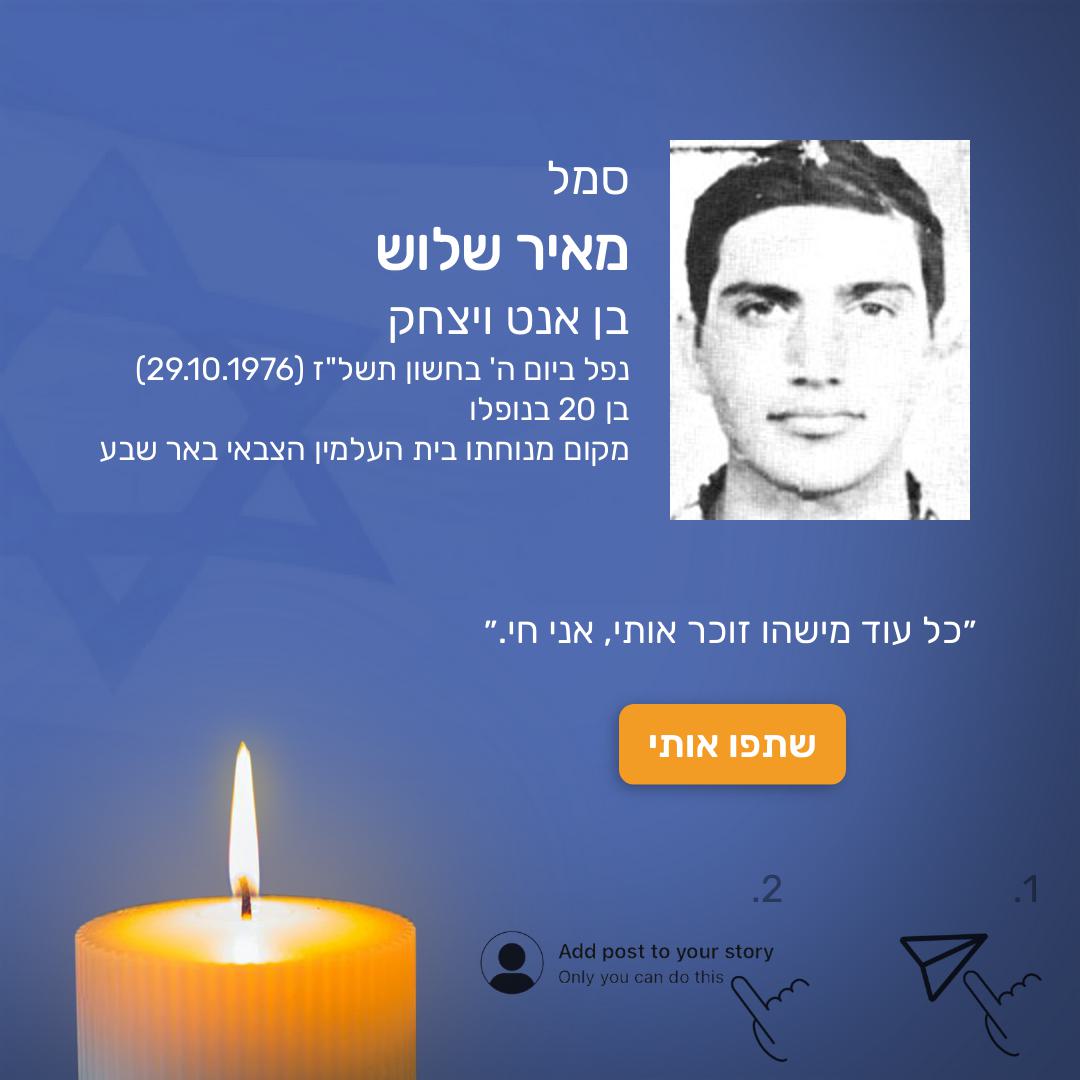 סמל
מאיר שלוש
בן אנט ויצחק
נפל ביום ה' בחשון תשל"ז (29.10.1976)
בן 20 בנופלו
מקום מנוחתו בית העלמין הצבאי באר שבע
״כל עוד מישהו זוכר אותי, אני חי.״
שתפו אותי
1.
2.
Add post to your story
Only you can do this